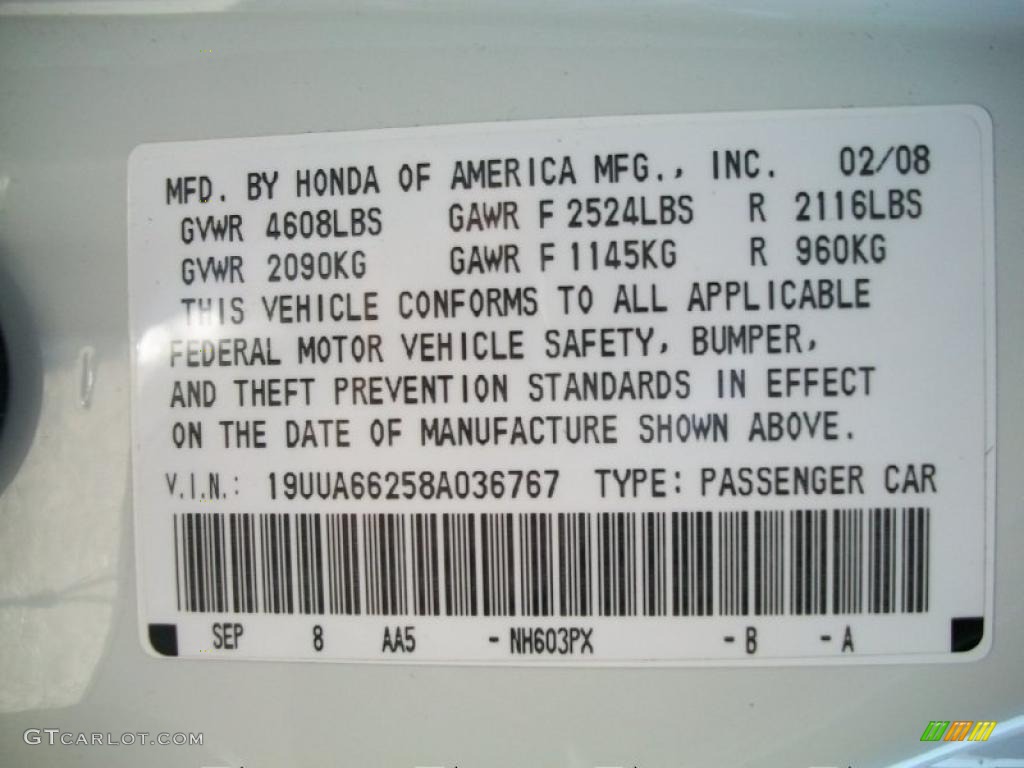 MFD. BY HONDA OF AMERICA MFG., INC. 02/08
GVWR 4608LBS GAWR F 2524LBS R 2116LBS
GVWR 2090KG GAWR F 1145KG R 960KG
THIS VEHICLE CONFORMS TO ALL APPLICABLE
FEDERAL MOTOR VEHICLE SAFETY, BUMPER,
AND THEFT PREVENTION STANDARDS IN EFFECT
ON THE DATE OF MANUFACTURE SHOWN ABOVE.
V.I.N.: 19UUA66258A036767 TYPE: PASSENGER CAR
SEP 8 AA5 - NH603PX - B - A
GTCARLOT.COM